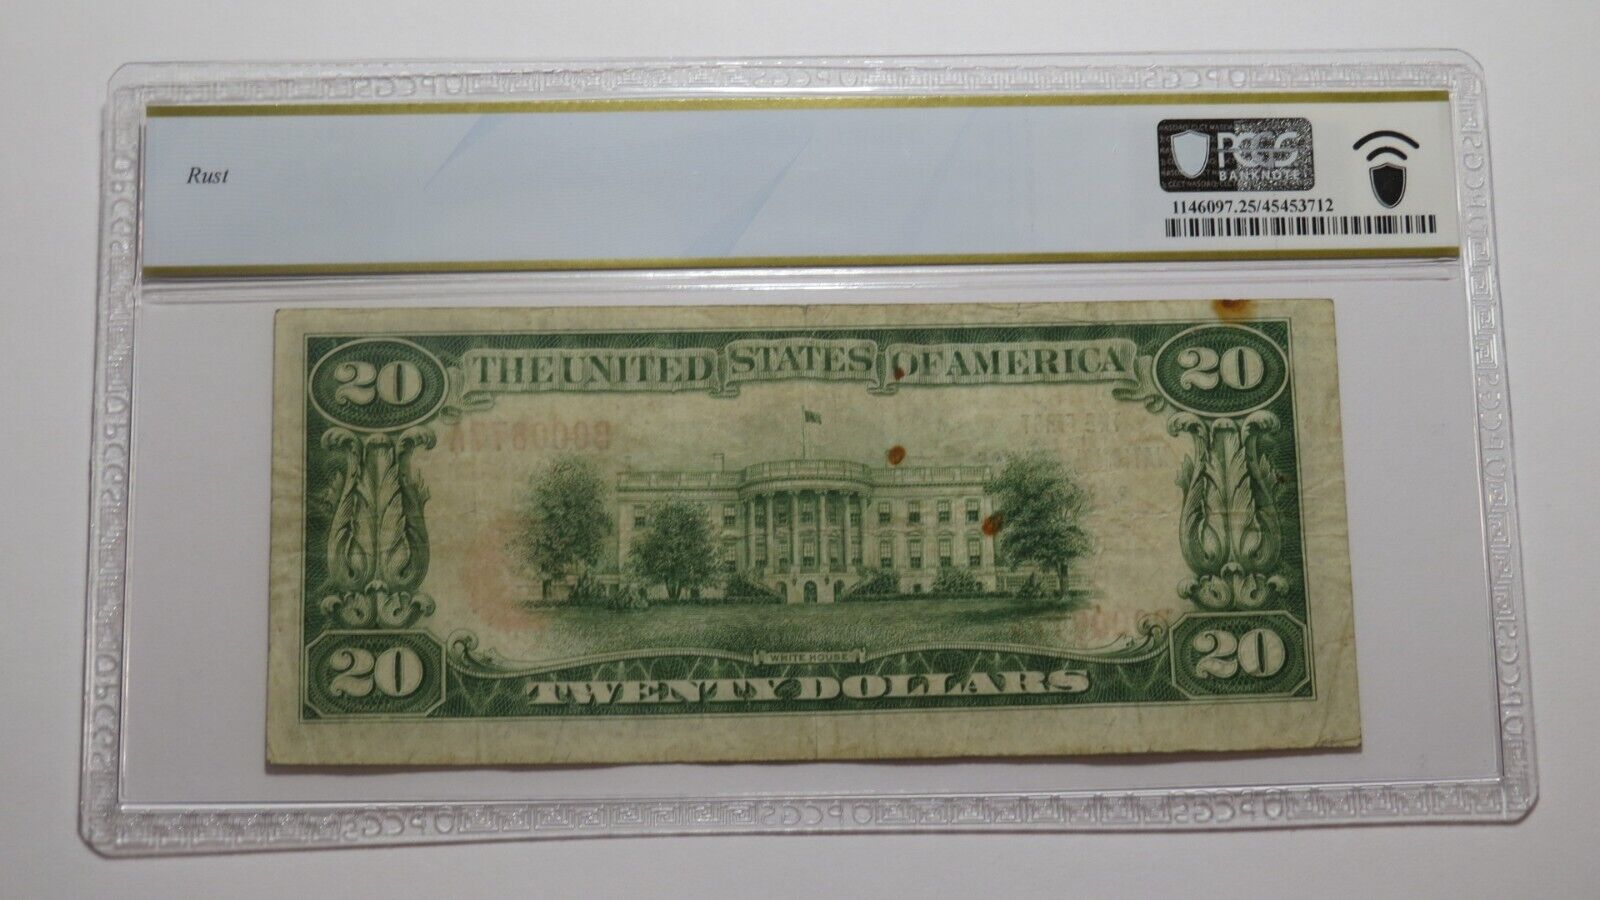 Rust
PCGS
BANKNOTE
1146097.25/45453712
20 THE UNITED STATES OF AMERICA 20
20 WHITE HOUSE 20
TWENTY DOLLARS